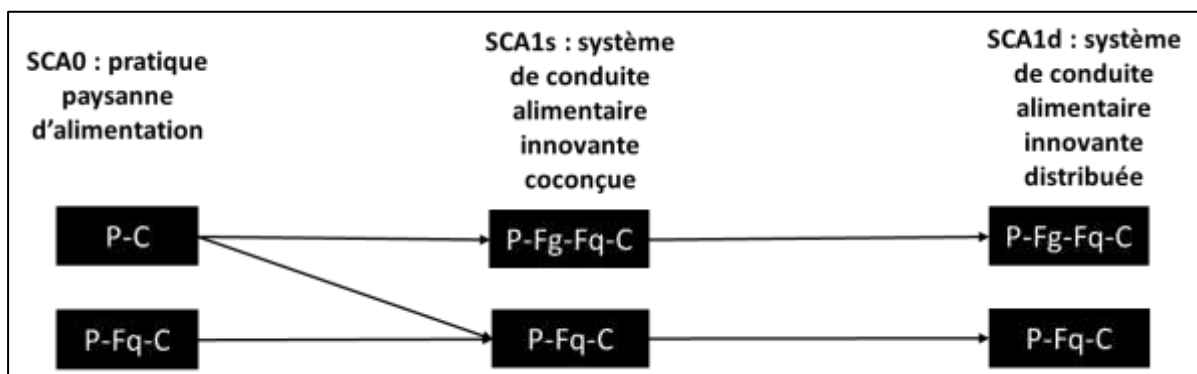 SCA0 : pratique
paysanne
d'alimentation
SCA1s : système
de conduite
alimentaire
innovante
coconçue
SCA1d : système
de conduite
alimentaire
innovante
distribuée
P-C
P-Fg-Fq-C
P-Fg-Fq-C
P-Fq-C
P-Fq-C
P-Fq-C